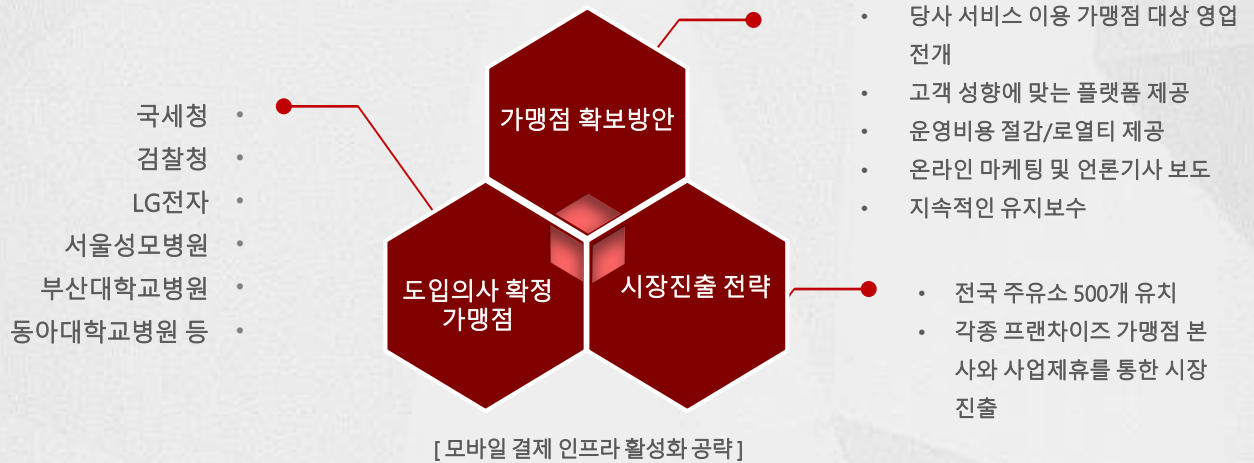 가맹점 확보방안
• 당사 서비스 이용 가맹점 대상 영업
전개
• 고객 성향에 맞는 플랫폼 제공
• 운영비용 절감/로열티 제공
• 온라인 마케팅 및 언론기사 보도
• 지속적인 유지보수
국세청 •
검찰청 •
LG전자 •
서울성모병원 •
부산대학교병원 •
동아대학교병원 등 •
도입의사 확정
가맹점
시장진출 전략
• 전국 주유소 500개 유치
• 각종 프랜차이즈 가맹점 본
사와 사업제휴를 통한 시장
진출
[ 모바일 결제 인프라 활성화 공략 ]